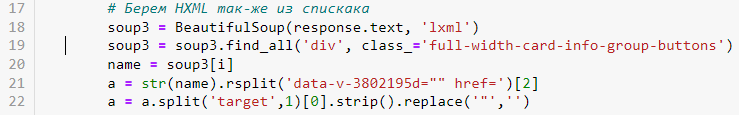 17 # Берем HXML так-же из спискака
18 soup3 = BeautifulSoup(response.text, 'lxml')
19 soup3 = soup3.find_all('div', class_='full-width-card-info-group-buttons')
20 name = soup3[i]
21 a = str(name).rsplit('data-v-3802195d="" href=')[2]
22 a = a.split('target',1)[0].strip().replace('"','')